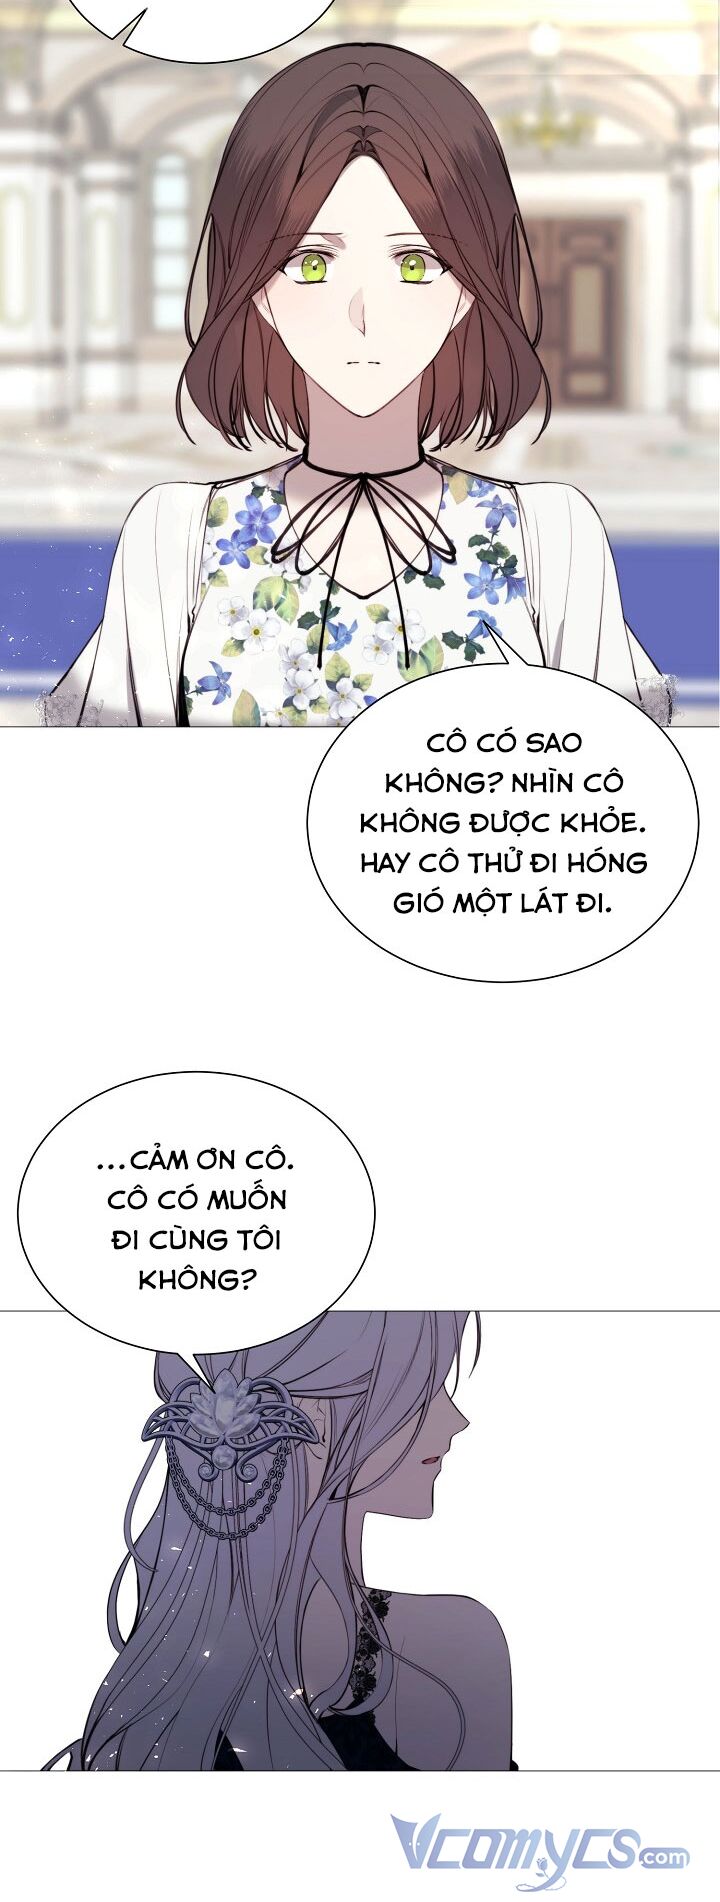 CÔ CÓ SAO
KHÔNG? NHÌN CÔ
KHÔNG ĐƯỢC KHỎE.
HAY CÔ THỬ ĐI HÓNG
GIÓ MỘT LÁT ĐI.
...CẢM ƠN CÔ.
CÔ CÓ MUỐN
ĐI CÙNG TÔI
KHÔNG?
VCOMYCS.com